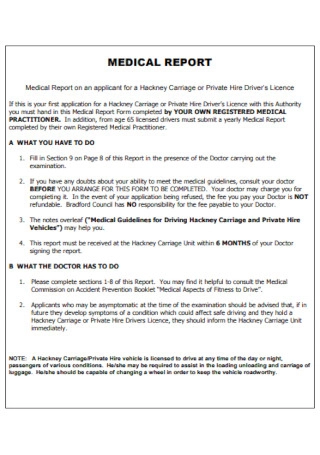 MEDICAL REPORT
Medical Report on an applicant for a Hackney Carriage or Private Hire Driver's Licence
If this is your first application for a Hackney Carriage or Private Hire Driver's Licence with this Authority
you must hand in this Medical Report Form completed by YOUR OWN REGISTERED MEDICAL
PRACTITIONER. In addition, from age 65 licensed drivers must submit a yearly Medical Report
completed by their own Registered Medical Practitioner.
A WHAT YOU HAVE TO DO
1. Fill in Section 9 on Page 8 of this Report in the presence of the Doctor carrying out the
examination.
2. If you have any doubts about your ability to meet the medical guidelines, consult your doctor
BEFORE YOU ARRANGE FOR THIS FORM TO BE COMPLETED. Your doctor may charge you for
completing it. In the event of your application being refused, the fee you pay your Doctor is NOT
refundable. Bradford Council has NO responsibility for the fee payable to your Doctor.
3. The notes overleaf ("Medical Guidelines for Driving Hackney Carriage and Private Hire
Vehicles") may help you.
4. This report must be received at the Hackney Carriage Unit within 6 MONTHS of your Doctor
signing the report.
B WHAT THE DOCTOR HAS TO DO
1. Please complete sections 1-8 of this Report. You may find it helpful to consult the Medical
Commission on Accident Prevention Booklet "Medical Aspects of Fitness to Drive".
2. Applicants who may be asymptomatic at the time of the examination should be advised that, if in
future they develop symptoms of a condition which could affect safe driving and they hold a
Hackney Carriage or Private Hire Drivers Licence, they should inform the Hackney Carriage Unit
immediately.
NOTE: A Hackney Carriage/Private Hire vehicle is licensed to drive at any time of the day or night,
passengers of various conditions. He/she may be required to assist in the loading unloading and carriage of
luggage. He/she should be capable of changing a wheel in order to keep the vehicle roadworthy.